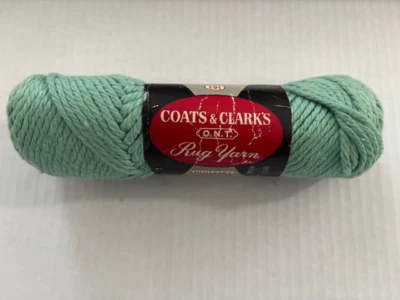 COATS & CLARK'S
O.N.T.
Rug Yarn